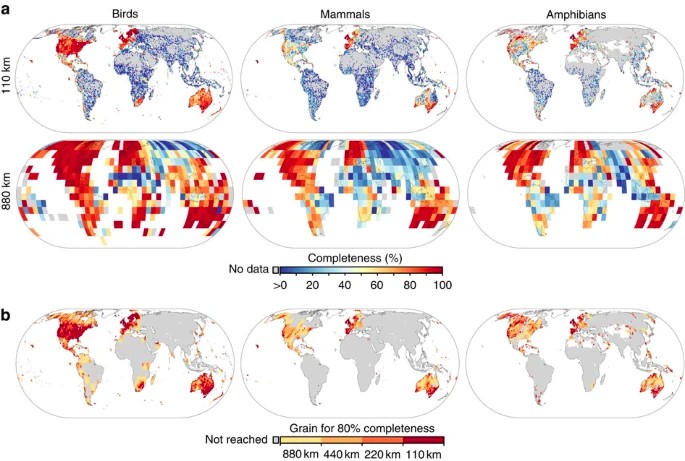 a
Birds Mammals Amphibians
110 km
880 km
Completeness (%)
No data
>0 20 40 60 80 100
b
Grain for 80% completeness
Not reached
880 km 440 km 220 km 110 km